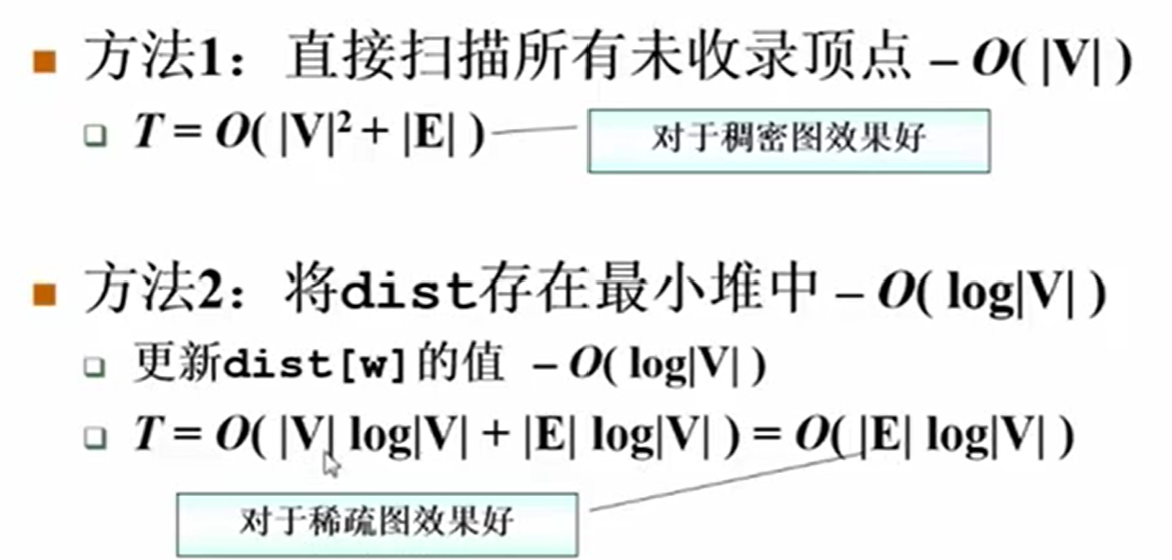 方法1：直接扫描所有未收录顶点 – O( |V| )
T = O( |V|² + |E| )
对于稠密图效果好
方法2：将dist存在最小堆中 – O( log|V| )
更新dist[w]的值 – O( log|V| )
T = O( |V| log|V| + |E| log|V| ) = O( |E| log|V| )
对于稀疏图效果好